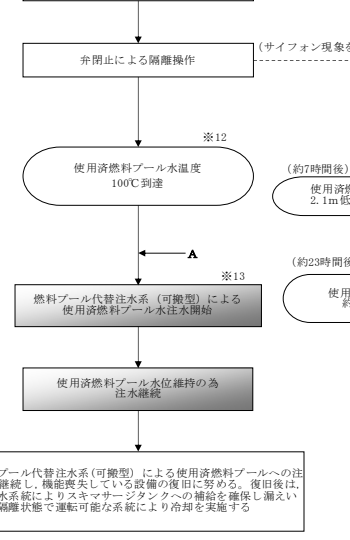 弁閉止による隔離操作
(サイフォン現象を
※12
使用済燃料プール水温度
100℃到達
(約7時間後)
使用済燃
2.1m低
A
※13
(約23時間後
燃料プール代替注水系（可搬型）による
使用済燃料プール水注水開始
使用
約
使用済燃料プール水位維持の為
注水継続
プール代替注水系(可搬型）による使用済燃料プールへの注
継続し，機能喪失している設備の復旧に努める。復旧後は，
水系統によりスキマサージタンクへの補給を確保し漏えい
隔離状態で運転可能な系統により冷却を実施する